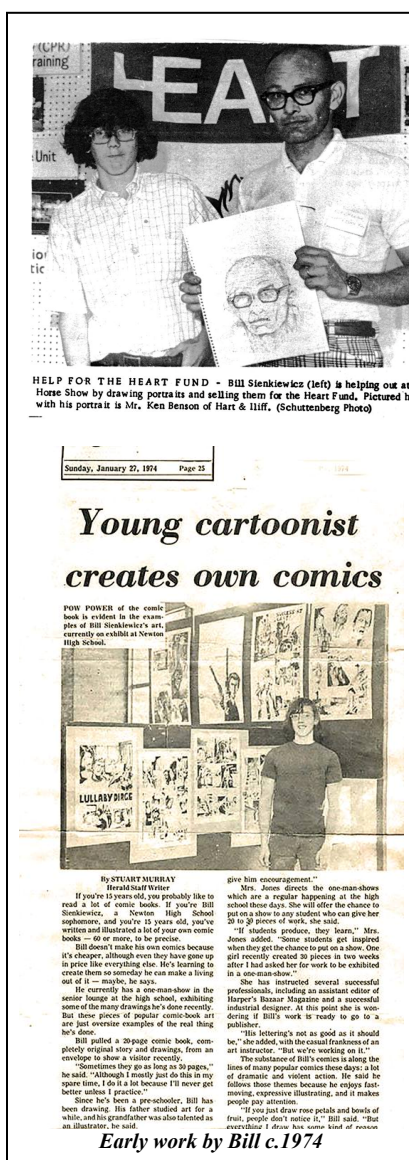 (CPR)
raining
HEART
Unit
tic
HELP FOR THE HEART FUND - Bill Sienkiewicz (left) is helping out at
Horse Show by drawing portraits and selling them for the Heart Fund. Pictured h
with his portrait is Mr. Ken Benson of Hart & Iliff. (Schuttenberg Photo)
Sunday, January 27, 1974 Page 25
Young cartoonist
creates own comics
POW POWER of the comic
book is evident in the exam-
ples of Bill Sienkiewicz's art,
currently on exhibit at Newton
High School.
LULLABY DIRGE
By STUART MURRAY
Herald Staff Writer
If you're 15 years old, you probably like to
read a lot of comic books. If you're Bill
Sienkiewicz, a Newton High School
sophomore, and you're 15 years old, you've
written and illustrated a lot of your own comic
books — 60 or more, to be precise.
Bill doesn't make his own comics because
it's cheaper, although even they have gone up
in price like everything else. He's learning to
create them so someday he can make a living
out of it — maybe, he says.
He currently has a one-man-show in the
senior lounge at the high school, exhibiting
some of the many drawings he's done recently.
But these pieces of popular comic-book art
are just oversize examples of the real thing
he's done.
Bill pulled a 20-page comic book, com-
pletely original story and drawings, from an
envelope to show a visitor recently.
"Sometimes they go as long as 30 pages,"
he said. "Although I mostly just do this in my
spare time, I do it a lot because I'll never get
better unless I practice."
Since he's been a pre-schooler, Bill has
been drawing. His father studied art for a
while, and his grandfather was also talented as
an illustrator, he said.
give him encouragement."
Mrs. Jones directs the one-man-shows
which are a regular happening at the high
school these days. She will offer the chance to
put on a show to any student who can give her
20 to 30 pieces of work, she said.
"If students produce, they learn," Mrs.
Jones added. "Some students get inspired
when they get the chance to put on a show. One
girl recently created 30 pieces in two weeks
after I had asked her for work to be exhibited
in a one-man-show."
She has instructed several successful
professionals, including an assistant editor of
Harper's Bazaar Magazine and a successful
industrial designer. At this point she is won-
dering if Bill's work is ready to go to a
publisher.
"His lettering's not as good as it should
be," she added, with the casual frankness of an
art instructor. "But we're working on it."
The substance of Bill's comics is along the
lines of many popular comics these days: a lot
of dramatic and violent action. He said he
follows those themes because he enjoys fast-
moving, expressive illustrating, and it makes
people pay attention.
"If you just draw rose petals and bowls of
fruit, people don't notice it," Bill said. "But
everything I draw has some kind of reason
Early work by Bill c.1974